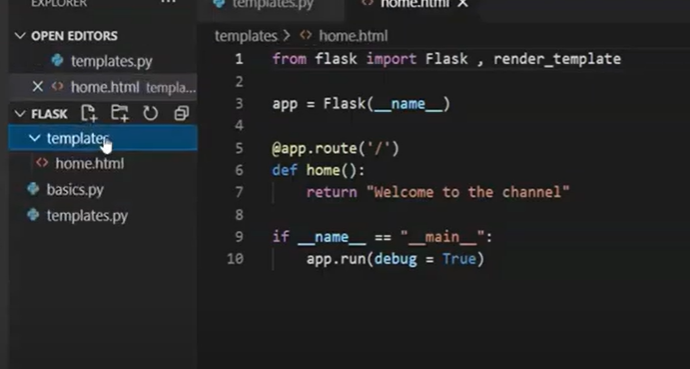 EXPLORER
OPEN EDITORS
templates.py
home.html templa...
FLASK
templates
home.html
basics.py
templates.py
templates.py
home.html
templates > home.html
1 from flask import Flask , render_template
2
3 app = Flask(__name__)
4
5 @app.route('/')
6 def home():
7 return "Welcome to the channel"
8
9 if __name__ == "__main__":
10 app.run(debug = True)